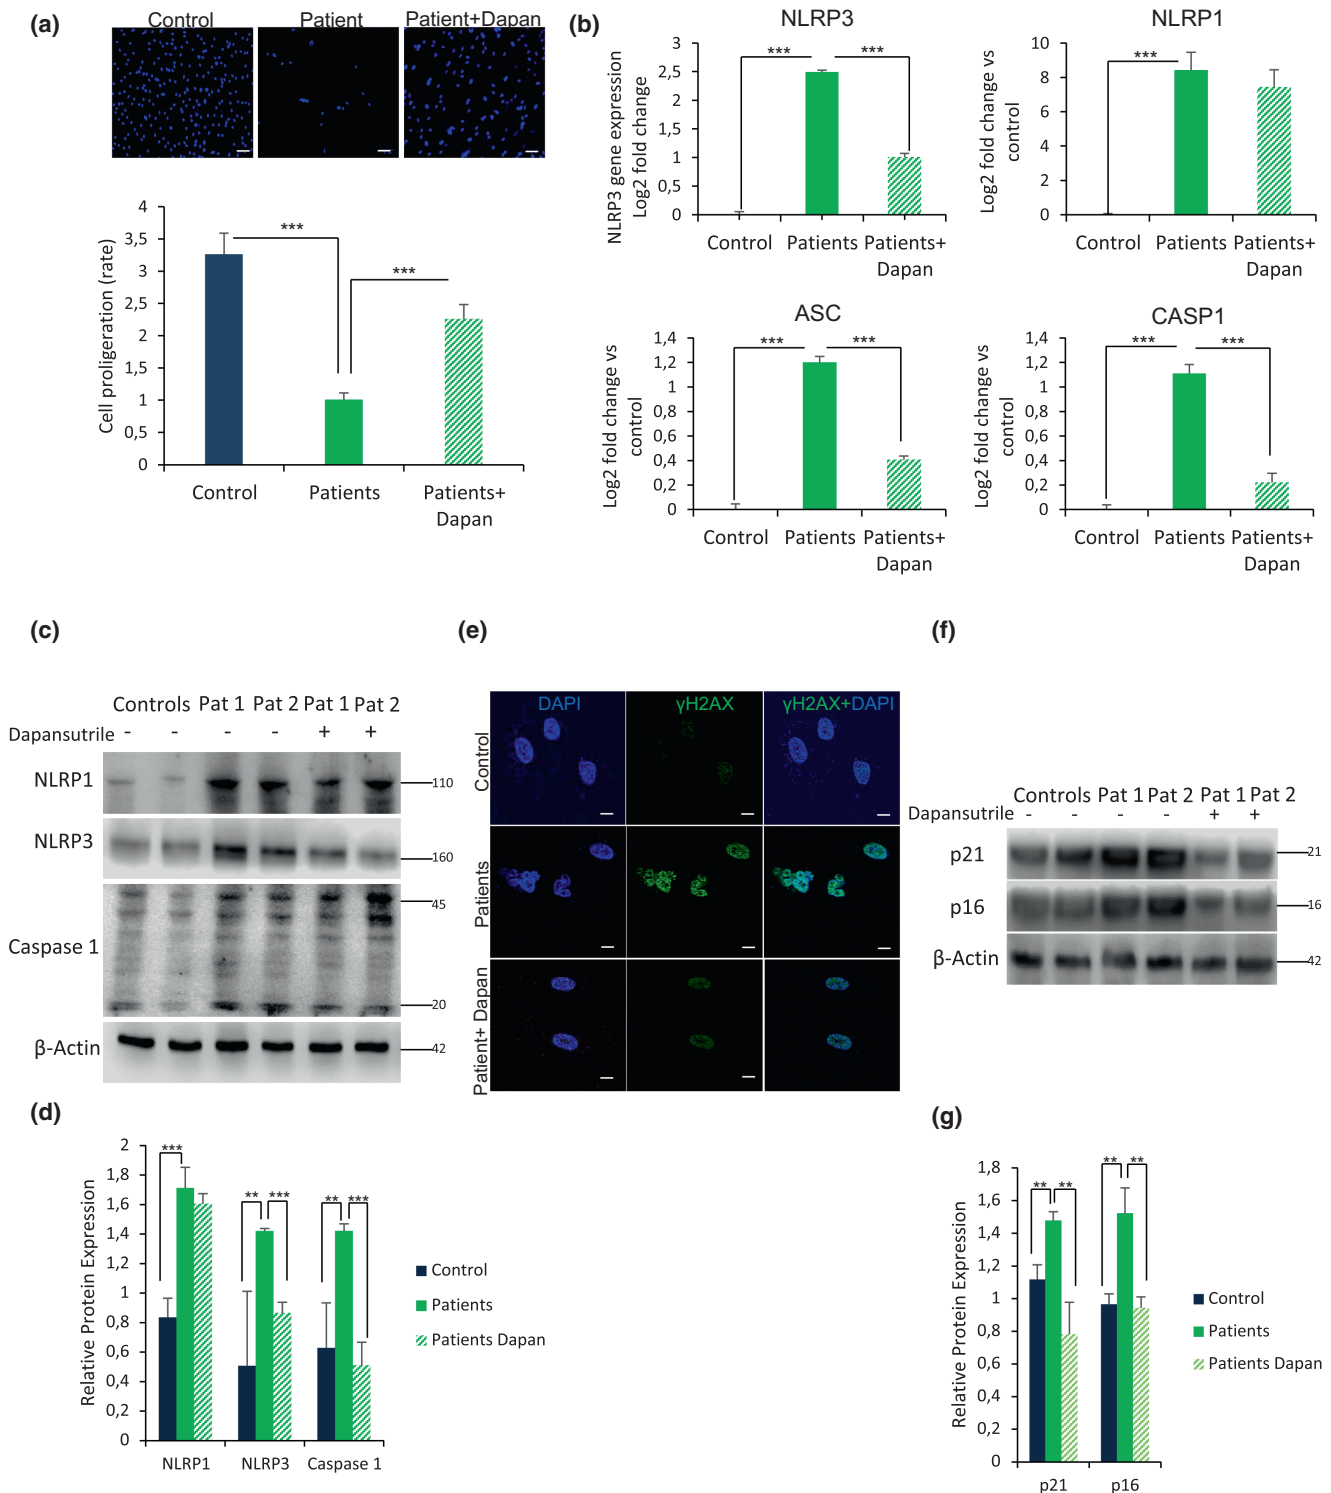 (a)
Control
Patient
Patient+Dapan
4
3,5
3
2,5
2
1,5
1
0,5
0
Cell proligeration (rate)
***
***
Control
Patients
Patients+
Dapan
(b)
NLRP3
NLRP3 gene expression
Log2 fold change
3
2,5
2
1,5
1
0,5
0
***
***
Control
Patients
Patients+
Dapan
NLRP1
Log2 fold change vs
control
10
8
6
4
2
0
***
Control
Patients
Patients+
Dapan
ASC
Log2 fold change vs
control
1,4
1,2
1
0,8
0,6
0,4
0,2
0
***
***
Control
Patients
Patients+
Dapan
CASP1
Log2 fold change vs
control
1,4
1,2
1
0,8
0,6
0,4
0,2
0
***
***
Control
Patients
Patients+
Dapan
(c)
Controls Pat 1 Pat 2 Pat 1 Pat 2
Dapansutrile - - - - + +
NLRP1
110
NLRP3
160
Caspase 1
45
20
β-Actin
42
(e)
DAPI
γH2AX
γH2AX+DAPI
Control
Patients
Patient+ Dapan
(f)
Controls Pat 1 Pat 2 Pat 1 Pat 2
Dapansutrile - - - - + +
p21
21
p16
16
β-Actin
42
(d)
Relative Protein Expression
2
1,8
1,6
1,4
1,2
1
0,8
0,6
0,4
0,2
0
***
**
***
**
***
NLRP1
NLRP3
Caspase 1
Control
Patients
Patients Dapan
(g)
Relative Protein Expression
1,8
1,6
1,4
1,2
1
0,8
0,6
0,4
0,2
0
**
**
**
**
p21
p16
Control
Patients
Patients Dapan